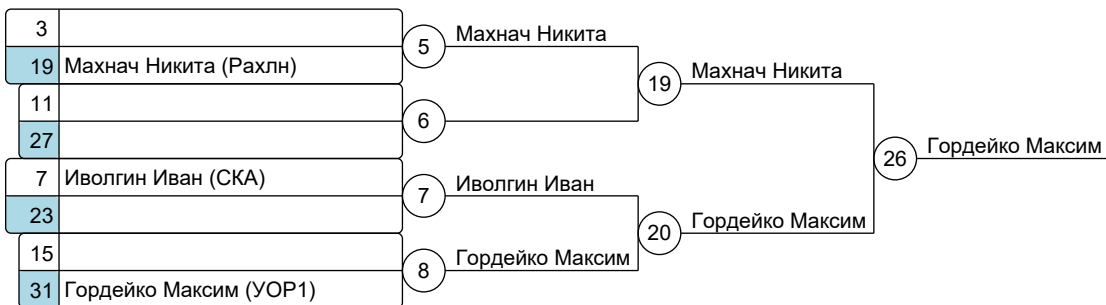 3
5
Махнач Никита
19 Махнач Никита (Рахлн)
19
Махнач Никита
11
6
27
26
Гордейко Максим
7 Иволгин Иван (СКА)
7
Иволгин Иван
23
20
Гордейко Максим
15
8
Гордейко Максим
31 Гордейко Максим (УОР1)